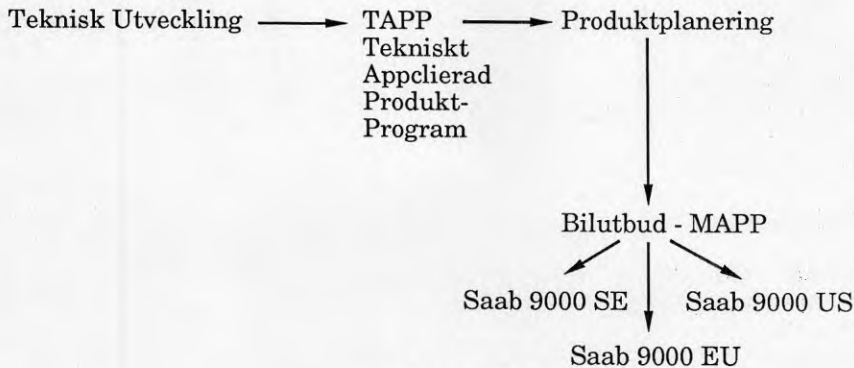 Teknisk Utveckling TAPP Produktplanering
Tekniskt
Appclierad
Produkt-
Program
Bilutbud - MAPP
Saab 9000 SE Saab 9000 US
Saab 9000 EU